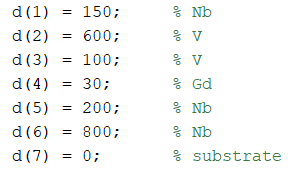 d(1) = 150; % Nb
d(2) = 600; % V
d(3) = 100; % V
d(4) = 30; % Gd
d(5) = 200; % Nb
d(6) = 800; % Nb
d(7) = 0; % substrate